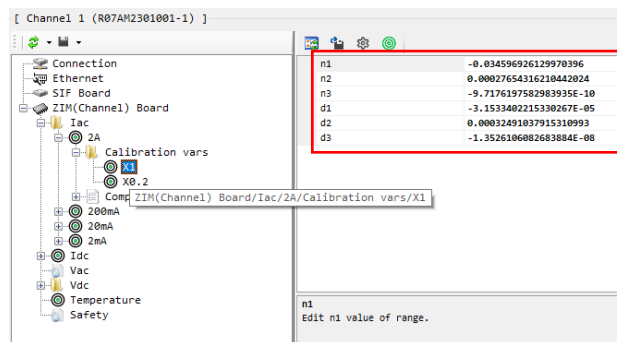 [ Channel 1 (R07AM2301001-1) ]
Connection
Ethernet
SIF Board
ZIM(Channel) Board
Iac
2A
Calibration vars
X1
X0.2
Comp
ZIM(Channel) Board/Iac/2A/Calibration vars/X1
200mA
20mA
2mA
Idc
Vac
Vdc
Temperature
Safety
n1 -0.034596926129970396
n2 0.00027654316210442024
n3 -9.7176197582983935E-10
d1 -3.1533402215330267E-05
d2 0.00032491037915310993
d3 -1.3526106082683884E-08
n1
Edit n1 value of range.